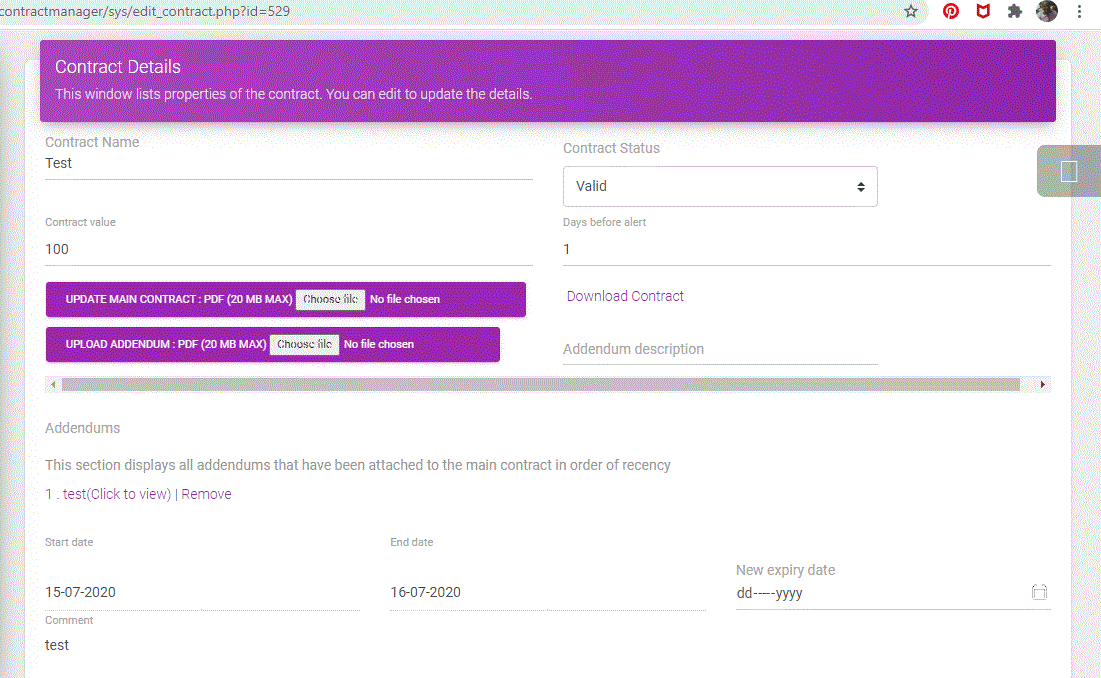 contractmanager/sys/edit_contract.php?id=529
Contract Details
This window lists properties of the contract. You can edit to update the details.
Contract Name
Test
Contract Status
Valid
Contract value
100
Days before alert
1
UPDATE MAIN CONTRACT : PDF (20 MB MAX) Choose file No file chosen
Download Contract
UPLOAD ADDENDUM : PDF (20 MB MAX) Choose file No file chosen
Addendum description
Addendums
This section displays all addendums that have been attached to the main contract in order of recency
1 . test(Click to view) | Remove
Start date
15-07-2020
End date
16-07-2020
New expiry date
dd-----yyyy
Comment
test